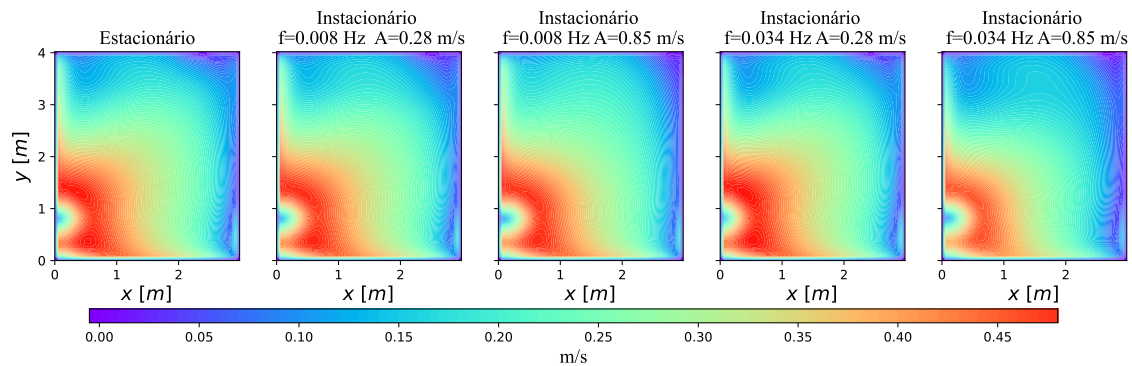 Estacionário
Instacionário
f=0.008 Hz  A=0.28 m/s
Instacionário
f=0.008 Hz A=0.85 m/s
Instacionário
f=0.034 Hz A=0.28 m/s
Instacionário
f=0.034 Hz A=0.85 m/s
y [m]
4
3
2
1
0
0 1 2
0 1 2
0 1 2
0 1 2
0 1 2
x [m]
x [m]
x [m]
x [m]
x [m]
0.00 0.05 0.10 0.15 0.20 0.25 0.30 0.35 0.40 0.45
m/s